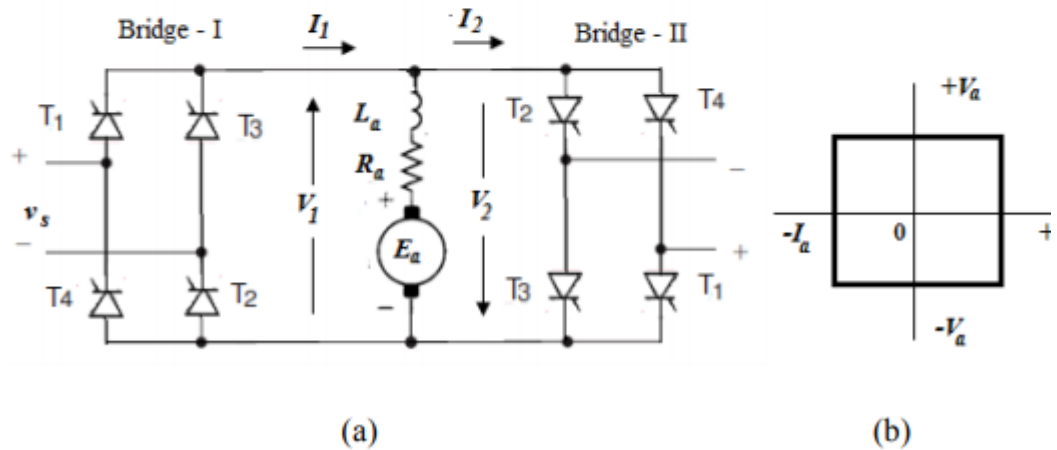 Bridge - I
I1
I2
Bridge - II
T1
T3
+
vs
−
T4
T2
V1
La
Ra
+
Ea
−
V2
T2
T4
−
T3
T1
+
+Va
-Ia
0
+
-Va
(a)
(b)